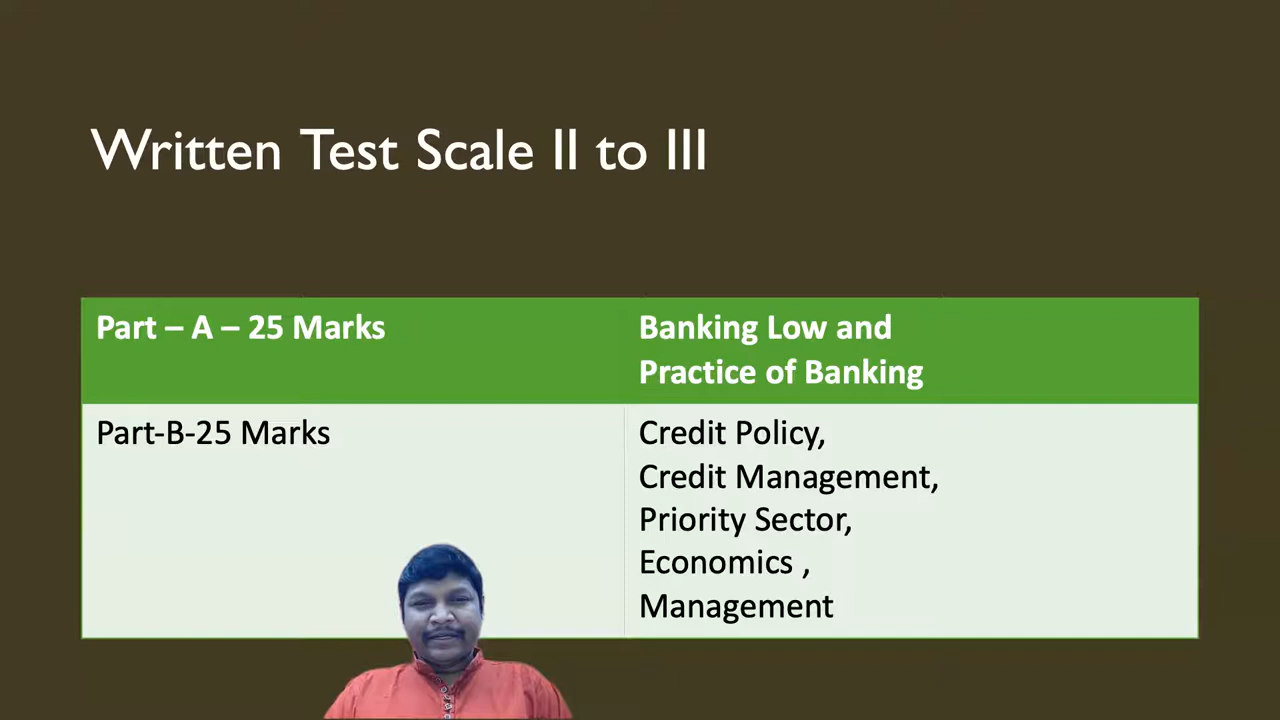 Written Test Scale II to III
Part – A – 25 Marks
Banking Low and
Practice of Banking
Part-B-25 Marks
Credit Policy,
Credit Management,
Priority Sector,
Economics ,
Management